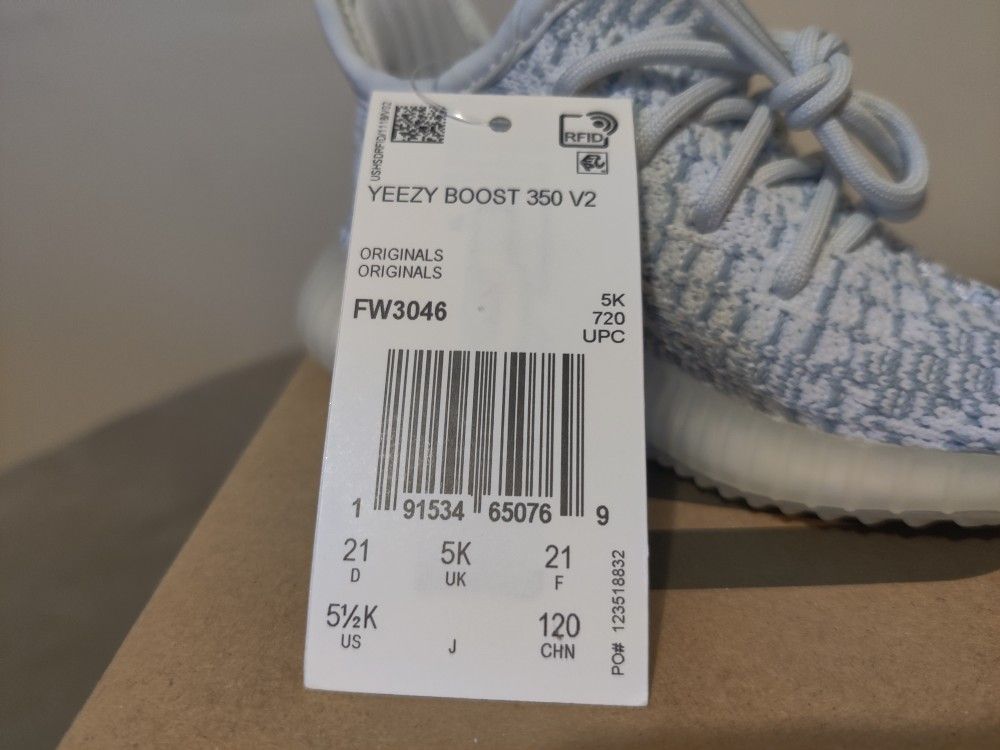 RFID
YEEZY BOOST 350 V2
ORIGINALS
ORIGINALS
FW3046
5K
720
UPC
1 91534 65076 9
21 5K 21
D UK F
5½K 120
US J CHN
PO# 123518832